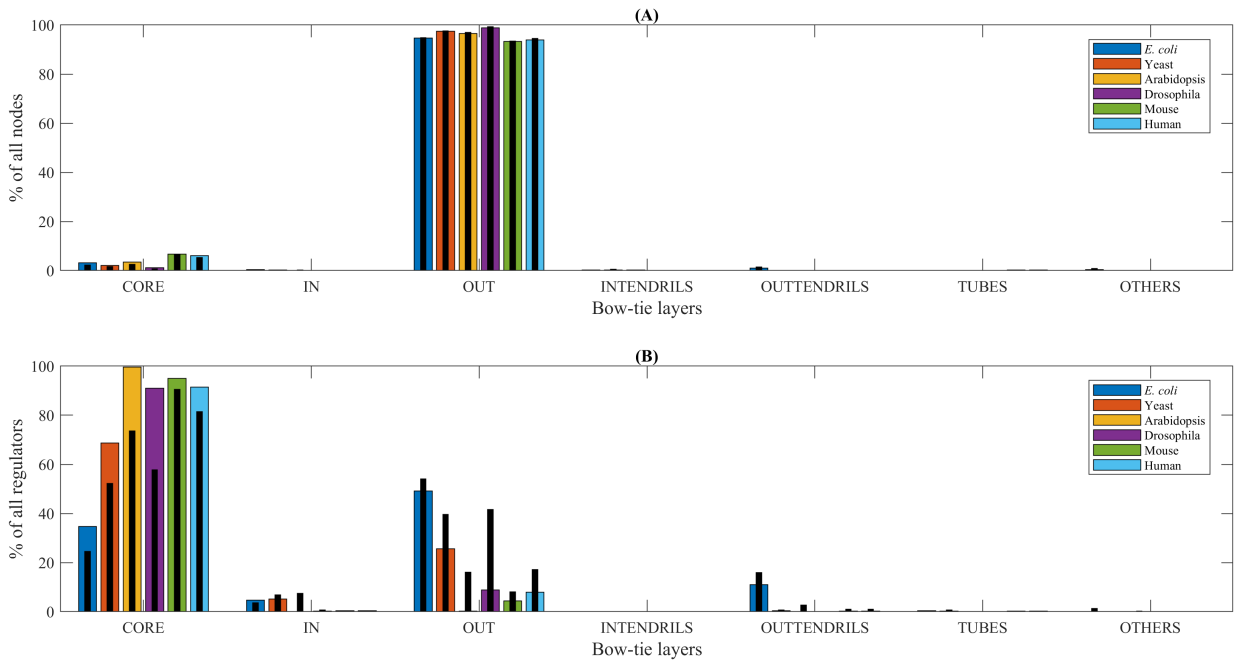 (A)
100
80
60
40
20
0
% of all nodes
E. coli
Yeast
Arabidopsis
Drosophila
Mouse
Human
CORE IN OUT INTENDRILS OUTTENDRILS TUBES OTHERS
Bow-tie layers
(B)
100
80
60
40
20
0
% of all regulators
E. coli
Yeast
Arabidopsis
Drosophila
Mouse
Human
CORE IN OUT INTENDRILS OUTTENDRILS TUBES OTHERS
Bow-tie layers